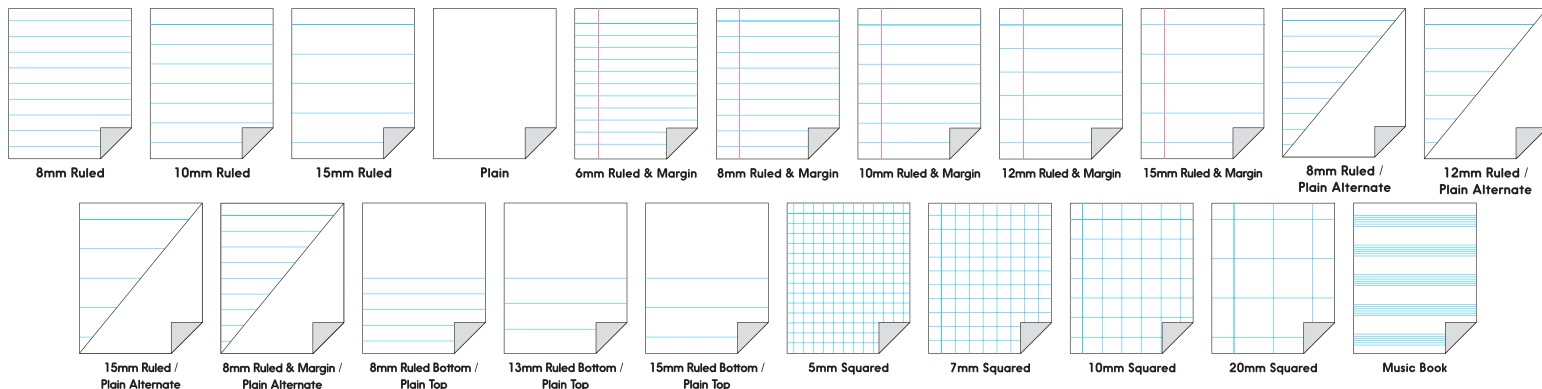 8mm Ruled
10mm Ruled
15mm Ruled
Plain
6mm Ruled & Margin
8mm Ruled & Margin
10mm Ruled & Margin
12mm Ruled & Margin
15mm Ruled & Margin
8mm Ruled /
Plain Alternate
12mm Ruled /
Plain Alternate
15mm Ruled /
Plain Alternate
8mm Ruled & Margin /
Plain Alternate
8mm Ruled Bottom /
Plain Top
13mm Ruled Bottom /
Plain Top
15mm Ruled Bottom /
Plain Top
5mm Squared
7mm Squared
10mm Squared
20mm Squared
Music Book